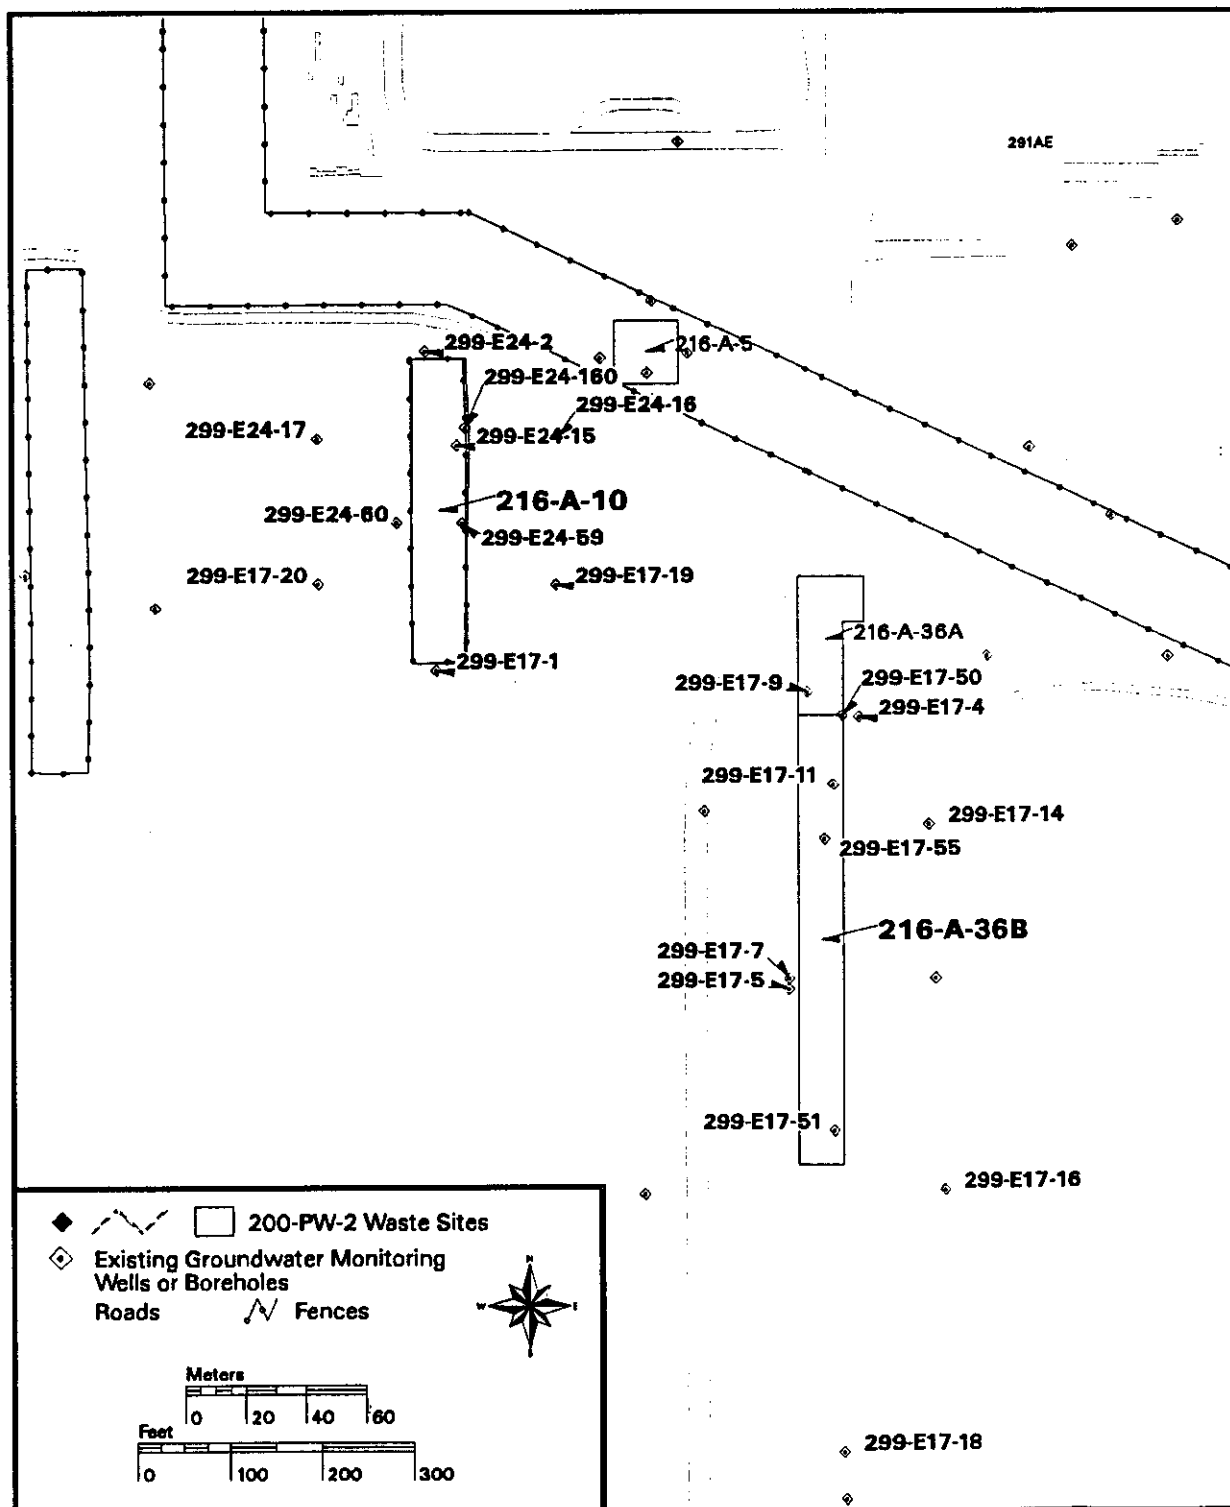 291AE
299-E24-2
216-A-5
299-E24-160
299-E24-16
299-E24-17
299-E24-15
216-A-10
299-E24-60
299-E24-59
299-E17-20
299-E17-19
216-A-36A
299-E17-1
299-E17-9
299-E17-50
299-E17-4
299-E17-11
299-E17-14
299-E17-55
216-A-36B
299-E17-7
299-E17-5
299-E17-51
299-E17-16
200-PW-2 Waste Sites
Existing Groundwater Monitoring
Wells or Boreholes
Roads Fences
N
W E
S
Meters
0 20 40 60
Feet
0 100 200 300
299-E17-18